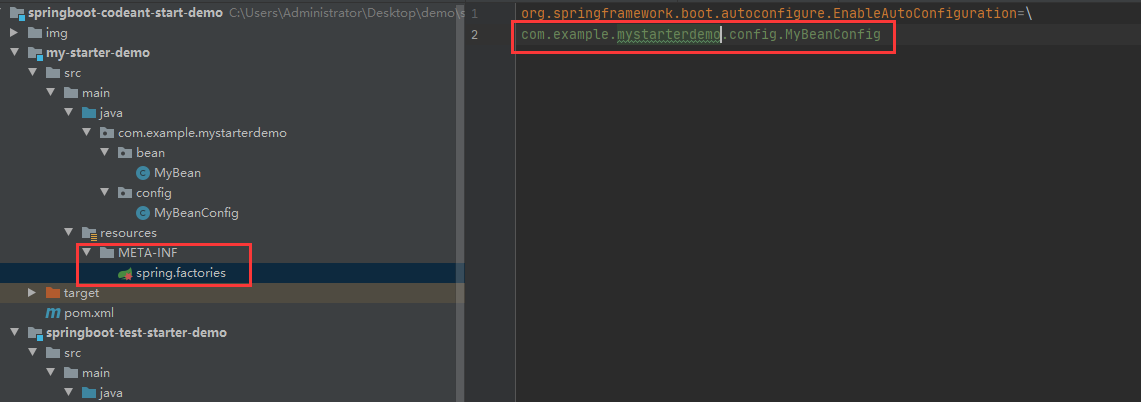 springboot-codeant-start-demo C:\Users\Administrator\Desktop\demo\s
img
my-starter-demo
src
main
java
com.example.mystarterdemo
bean
MyBean
config
MyBeanConfig
resources
META-INF
spring.factories
target
pom.xml
springboot-test-starter-demo
src
main
java
1 org.springframework.boot.autoconfigure.EnableAutoConfiguration=\
2 com.example.mystarterdemo.config.MyBeanConfig